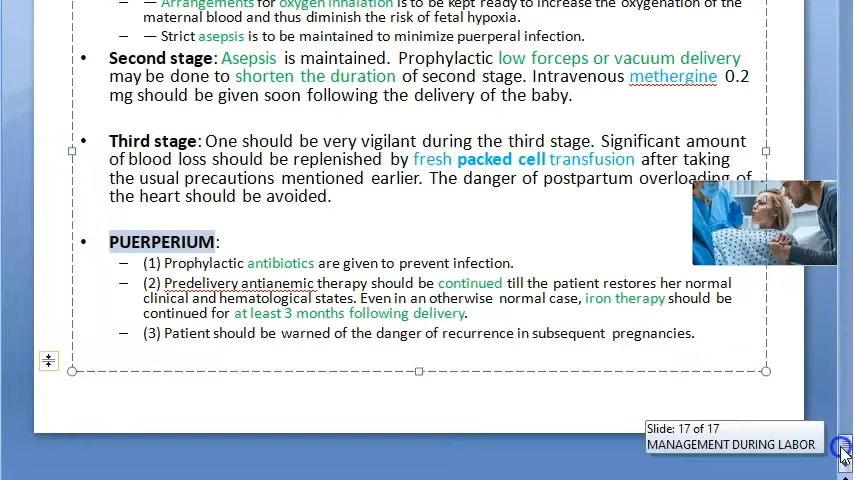 – — Arrangements for oxygen inhalation is to be kept ready to increase the oxygenation of the
maternal blood and thus diminish the risk of fetal hypoxia.
– — Strict asepsis is to be maintained to minimize puerperal infection.
• Second stage: Asepsis is maintained. Prophylactic low forceps or vacuum delivery
may be done to shorten the duration of second stage. Intravenous methergine 0.2
mg should be given soon following the delivery of the baby.
• Third stage: One should be very vigilant during the third stage. Significant amount
of blood loss should be replenished by fresh packed cell transfusion after taking
the usual precautions mentioned earlier. The danger of postpartum overloading of
the heart should be avoided.
• PUERPERIUM:
– (1) Prophylactic antibiotics are given to prevent infection.
– (2) Predelivery antianemic therapy should be continued till the patient restores her normal
clinical and hematological states. Even in an otherwise normal case, iron therapy should be
continued for at least 3 months following delivery.
– (3) Patient should be warned of the danger of recurrence in subsequent pregnancies.
Slide: 17 of 17
MANAGEMENT DURING LABOR